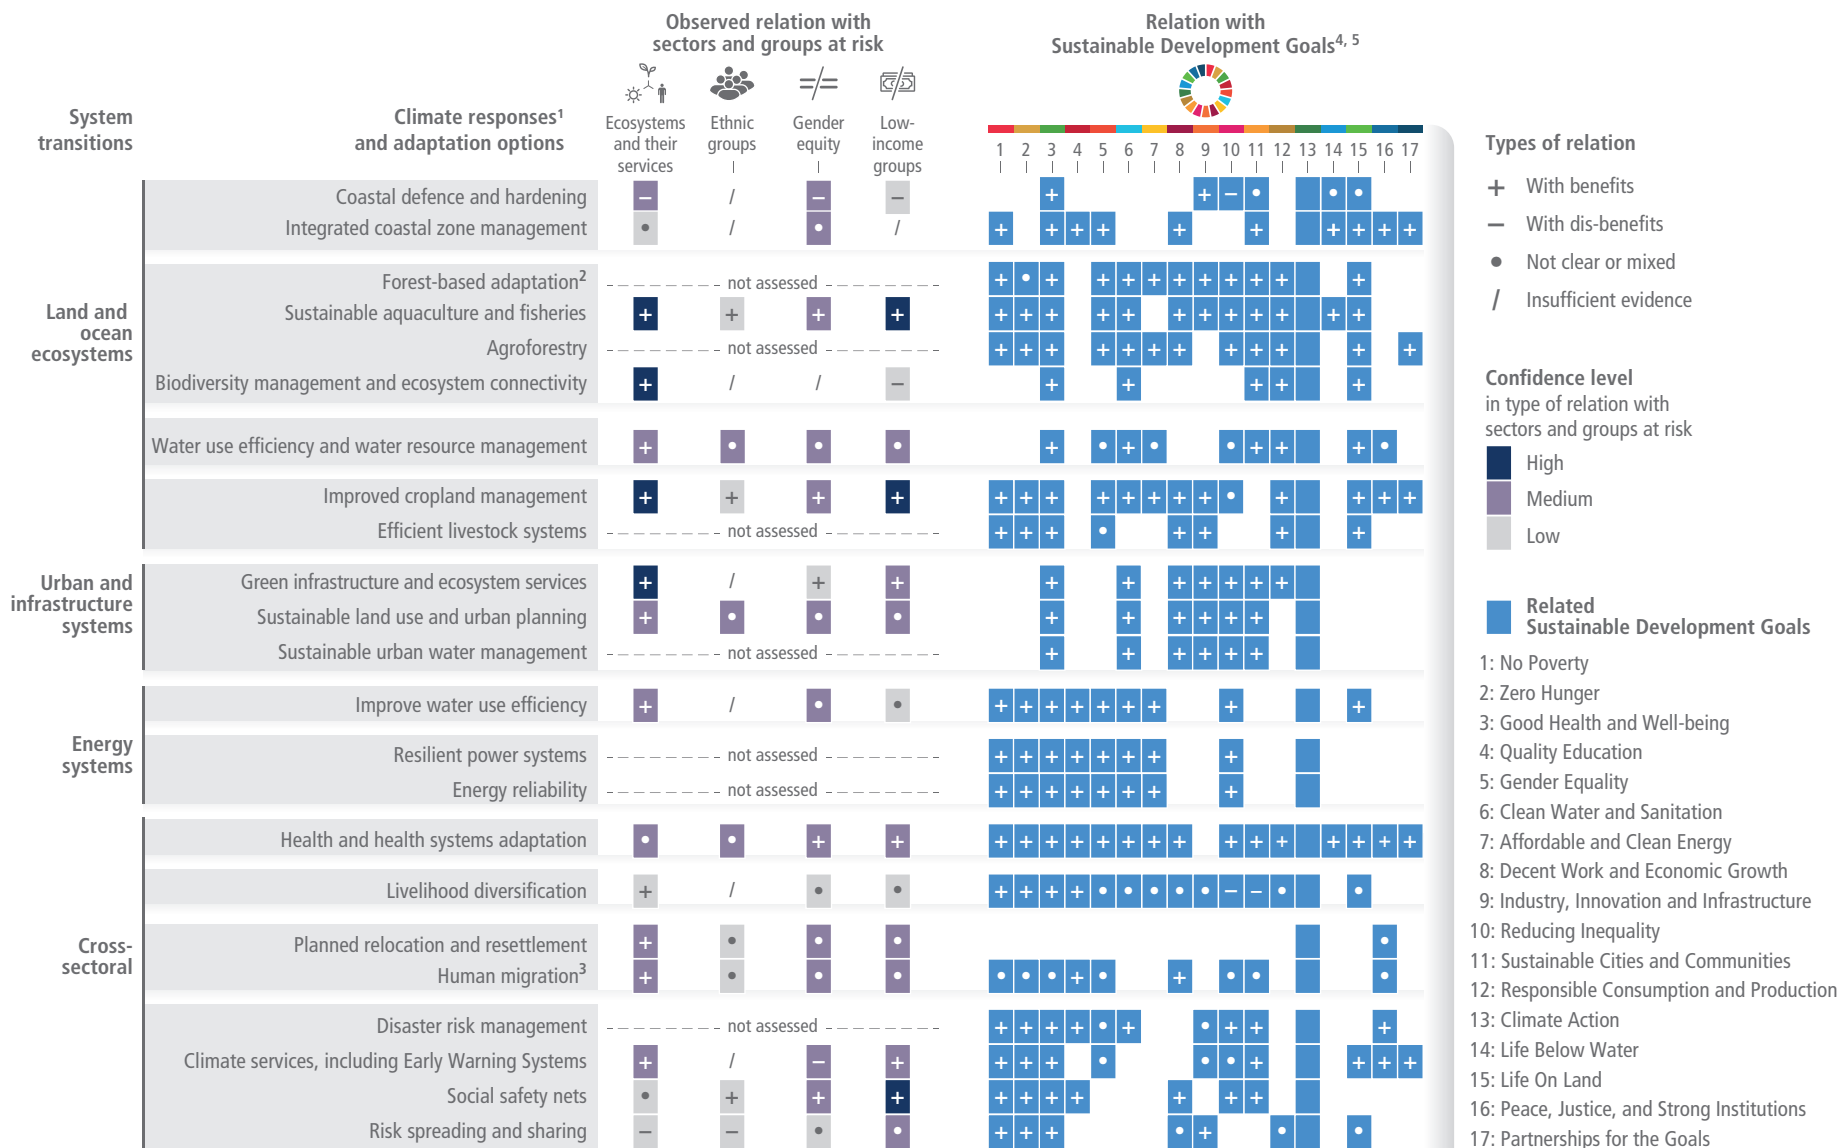 Observed relation with
sectors and groups at risk
Relation with
Sustainable Development Goals4, 5
System
transitions
Climate responses1
and adaptation options
Ecosystems
and their
services
Ethnic
groups
Gender
equity
Low-
income
groups
1 2 3 4 5 6 7 8 9 10 11 12 13 14 15 16 17
Land and
ocean
ecosystems
Coastal defence and hardening − / − − + + − • • •
Integrated coastal zone management • / • / + + + + + + + + + +
Forest-based adaptation2 not assessed + • + + + + + + + + + +
Sustainable aquaculture and fisheries + + + + + + + + + + + + + + + +
Agroforestry not assessed + + + + + + + + + + + +
Biodiversity management and ecosystem connectivity + / / − + + + + +
Water use efficiency and water resource management + • • • + • + • • + + + •
Improved cropland management + + + + + + + + + + + + • + + + +
Efficient livestock systems not assessed + + + • + + + +
Urban and
infrastructure
systems
Green infrastructure and ecosystem services + / + + + + + + + + +
Sustainable land use and urban planning + • • • + + + + + +
Sustainable urban water management not assessed + + + + + +
Energy
systems
Improve water use efficiency + / • • + + + + + + + + +
Resilient power systems not assessed + + + + + + + +
Energy reliability not assessed + + + + + + + +
Cross-
sectoral
Health and health systems adaptation • • + + + + + + + + + + + + + + + + +
Livelihood diversification + / • • + + + + • • • • • − − • •
Planned relocation and resettlement + • • • •
Human migration3 + • • • • • • + • + • • •
Disaster risk management not assessed + + + + • + • + + +
Climate services, including Early Warning Systems + / − + + + + • • • + + + +
Social safety nets • + + + + + + + + + +
Risk spreading and sharing − − • • + + + • + • •
Types of relation
+ With benefits
− With dis-benefits
• Not clear or mixed
/ Insufficient evidence
Confidence level
in type of relation with
sectors and groups at risk
High
Medium
Low
Related
Sustainable Development Goals
1: No Poverty
2: Zero Hunger
3: Good Health and Well-being
4: Quality Education
5: Gender Equality
6: Clean Water and Sanitation
7: Affordable and Clean Energy
8: Decent Work and Economic Growth
9: Industry, Innovation and Infrastructure
10: Reducing Inequality
11: Sustainable Cities and Communities
12: Responsible Consumption and Production
13: Climate Action
14: Life Below Water
15: Life On Land
16: Peace, Justice, and Strong Institutions
17: Partnerships for the Goals